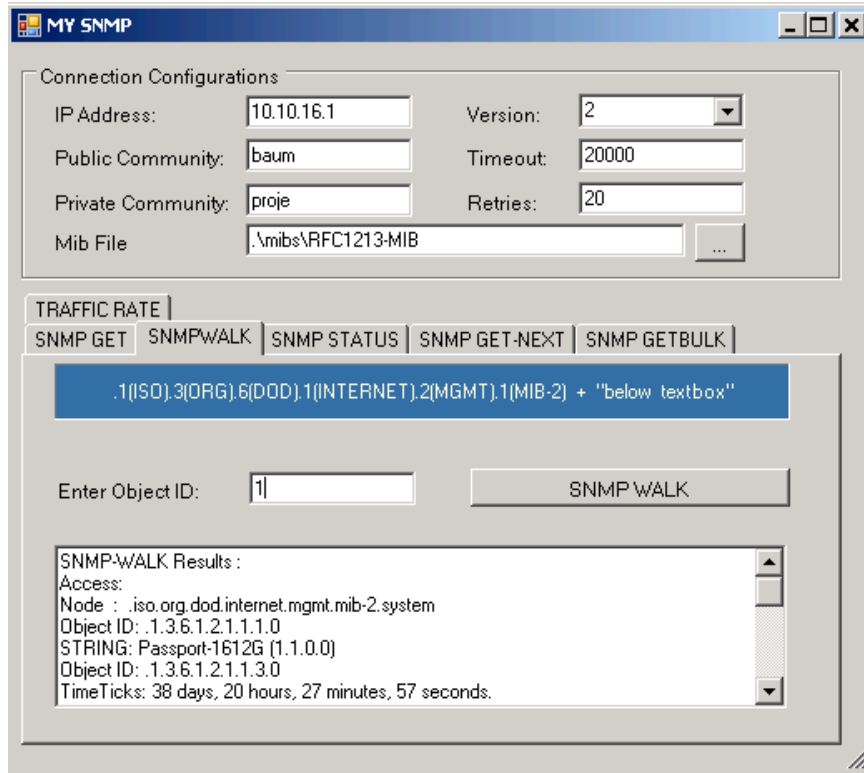 MY SNMP
Connection Configurations
IP Address: 10.10.16.1 Version: 2
Public Community: baum Timeout: 20000
Private Community: proje Retries: 20
Mib File .\mibs\RFC1213-MIB ...
TRAFFIC RATE
SNMP GET SNMPWALK SNMP STATUS SNMP GET-NEXT SNMP GETBULK
.1(ISO).3(ORG).6(DOD).1(INTERNET).2(MGMT).1(MIB-2) + "below textbox"
Enter Object ID: 1 SNMP WALK
SNMP-WALK Results :
Access:
Node : .iso.org.dod.internet.mgmt.mib-2.system
Object ID: .1.3.6.1.2.1.1.1.0
STRING: Passport-1612G (1.1.0.0)
Object ID: .1.3.6.1.2.1.1.3.0
TimeTicks: 38 days, 20 hours, 27 minutes, 57 seconds.